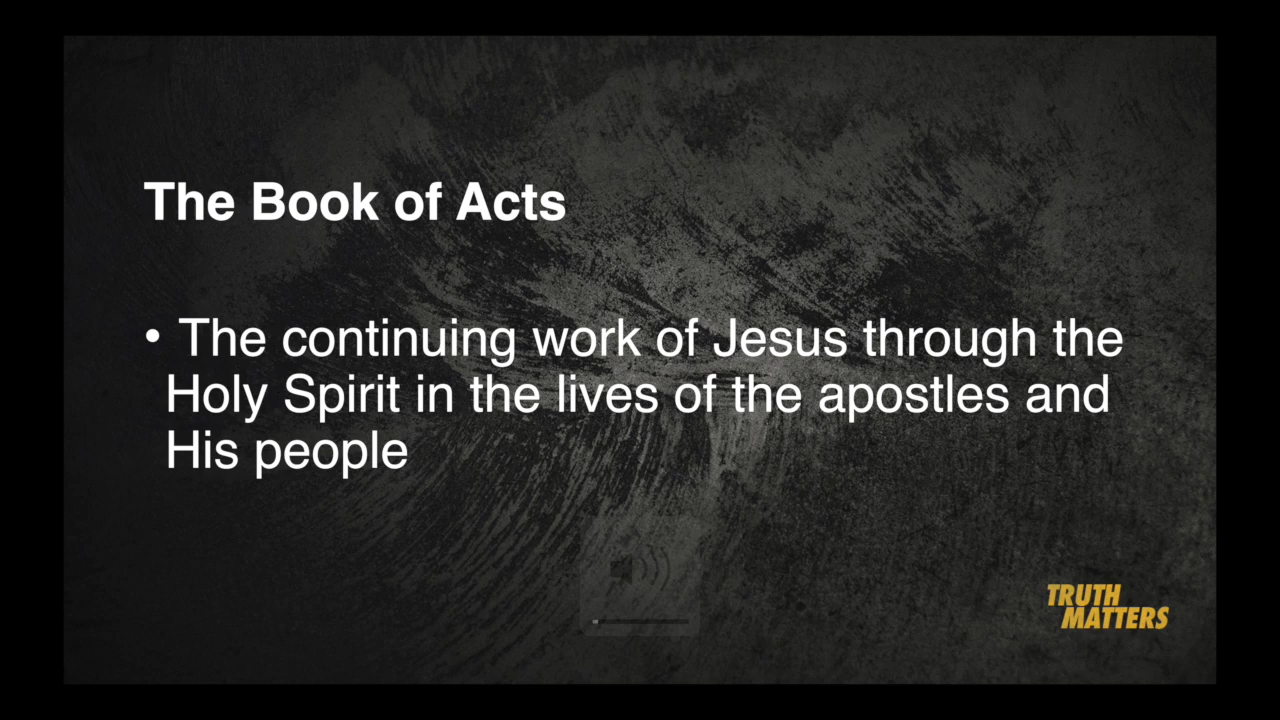 The Book of Acts
• The continuing work of Jesus through the
Holy Spirit in the lives of the apostles and
His people
TRUTH
MATTERS